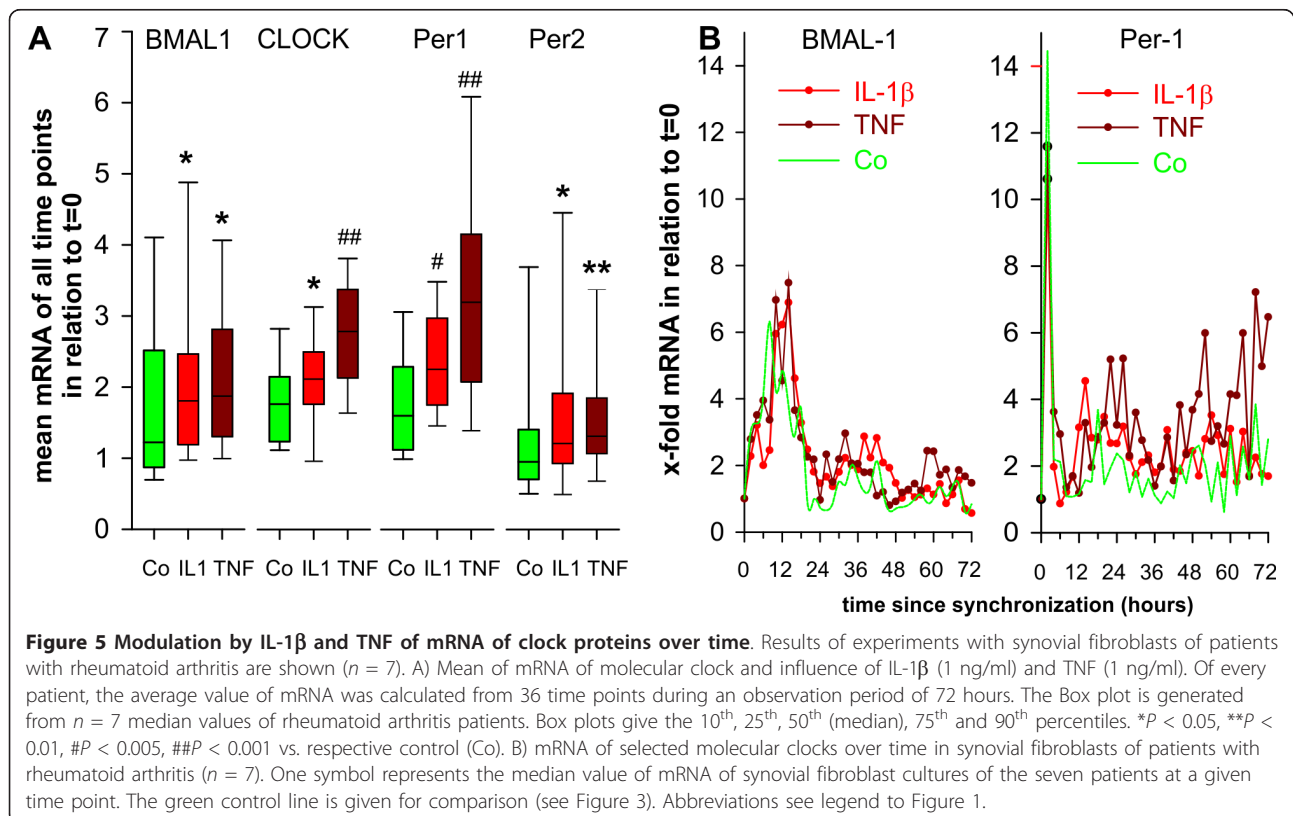 A
BMAL1 CLOCK Per1 Per2
mean mRNA of all time points
in relation to t=0
7
6
5
4
3
2
1
0
* * * ## # ## * **
Co IL1 TNF Co IL1 TNF Co IL1 TNF Co IL1 TNF
B
BMAL-1
Per-1
x-fold mRNA in relation to t=0
14
12
10
8
6
4
2
0
IL-1β
TNF
Co
0 12 24 36 48 60 72
14
12
10
8
6
4
2
0
IL-1β
TNF
Co
0 12 24 36 48 60 72
time since synchronization (hours)
Figure 5 Modulation by IL-1β and TNF of mRNA of clock proteins over time. Results of experiments with synovial fibroblasts of patients
with rheumatoid arthritis are shown (n = 7). A) Mean of mRNA of molecular clock and influence of IL-1β (1 ng/ml) and TNF (1 ng/ml). Of every
patient, the average value of mRNA was calculated from 36 time points during an observation period of 72 hours. The Box plot is generated
from n = 7 median values of rheumatoid arthritis patients. Box plots give the 10th, 25th, 50th (median), 75th and 90th percentiles. *P < 0.05, **P <
0.01, #P < 0.005, ##P < 0.001 vs. respective control (Co). B) mRNA of selected molecular clocks over time in synovial fibroblasts of patients with
rheumatoid arthritis (n = 7). One symbol represents the median value of mRNA of synovial fibroblast cultures of the seven patients at a given
time point. The green control line is given for comparison (see Figure 3). Abbreviations see legend to Figure 1.